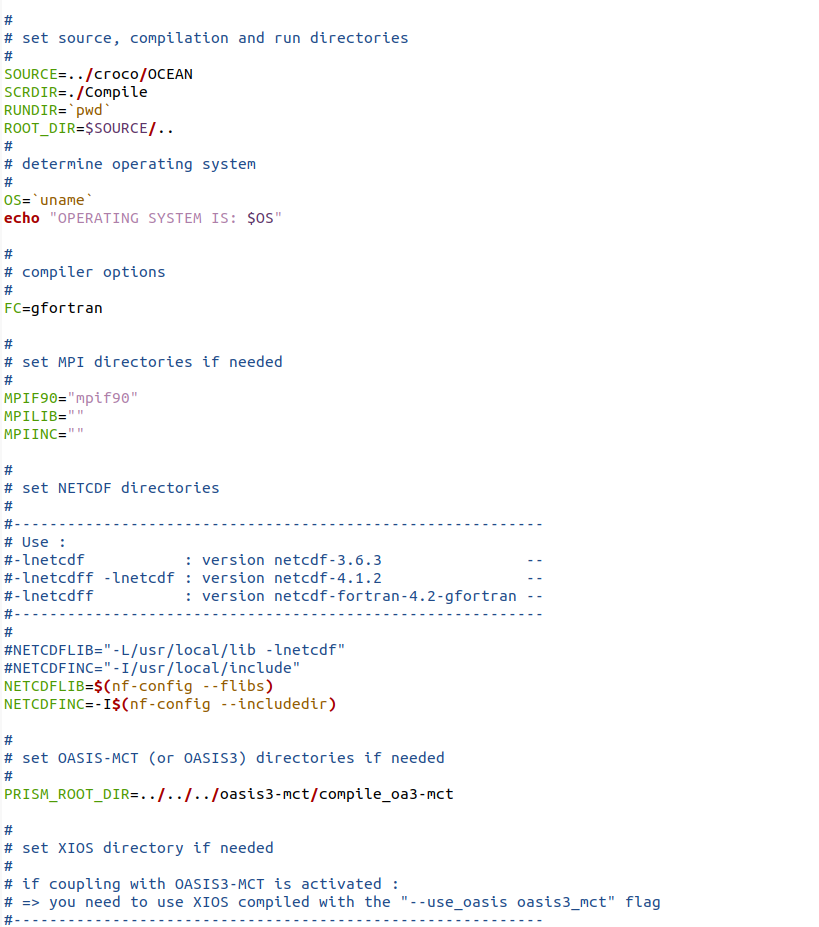 #
# set source, compilation and run directories
#
SOURCE=../croco/OCEAN
SCRDIR=./Compile
RUNDIR=`pwd`
ROOT_DIR=$SOURCE/..
#
# determine operating system
#
OS=`uname`
echo "OPERATING SYSTEM IS: $OS"
#
# compiler options
#
FC=gfortran
#
# set MPI directories if needed
#
MPIF90="mpif90"
MPILIB=""
MPIINC=""
#
# set NETCDF directories
#
#-----------------------------------------------------------
# Use :
#-lnetcdf           : version netcdf-3.6.3                --
#-lnetcdff -lnetcdf : version netcdf-4.1.2                --
#-lnetcdff          : version netcdf-fortran-4.2-gfortran --
#-----------------------------------------------------------
#
#NETCDFLIB="-L/usr/local/lib -lnetcdf"
#NETCDFINC="-I/usr/local/include"
NETCDFLIB=$(nf-config --flibs)
NETCDFINC=-I$(nf-config --includedir)
#
# set OASIS-MCT (or OASIS3) directories if needed
#
PRISM_ROOT_DIR=../../../oasis3-mct/compile_oa3-mct
#
# set XIOS directory if needed
#
# if coupling with OASIS3-MCT is activated :
# => you need to use XIOS compiled with the "--use_oasis oasis3_mct" flag
#-----------------------------------------------------------